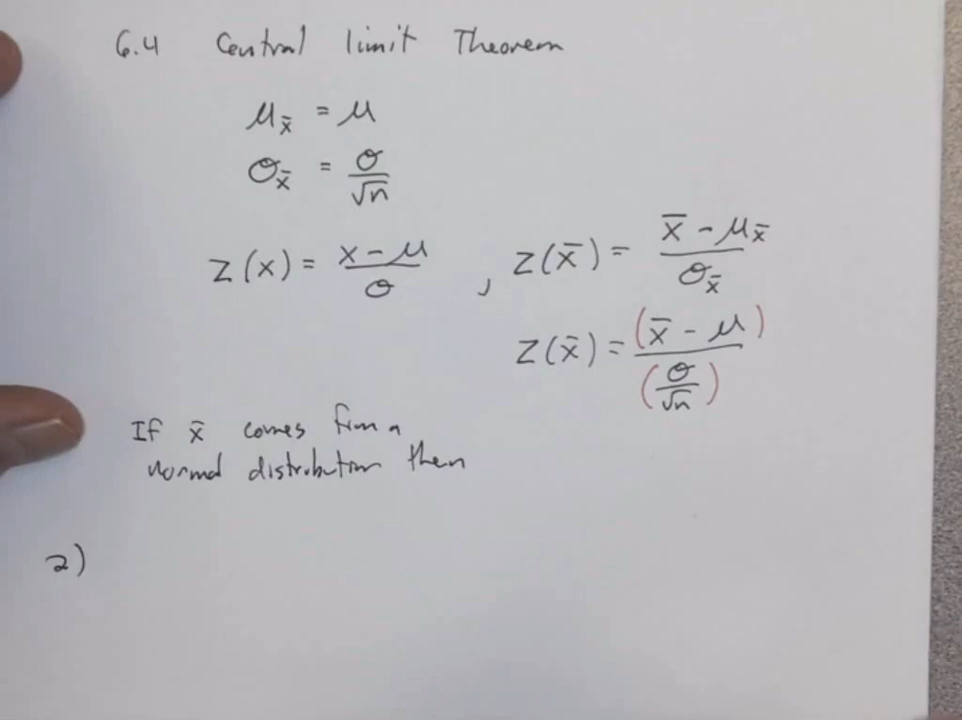 6.4 Central limit Theorem
μx̄ = μ
σx̄ = σ/√n
z(x) = x-μ/σ , z(x̄) = x̄ - μx̄/σx̄
z(x̄) = (x̄ - μ)/(σ/√n)
If x̄ comes from a
normal distribution then
2)